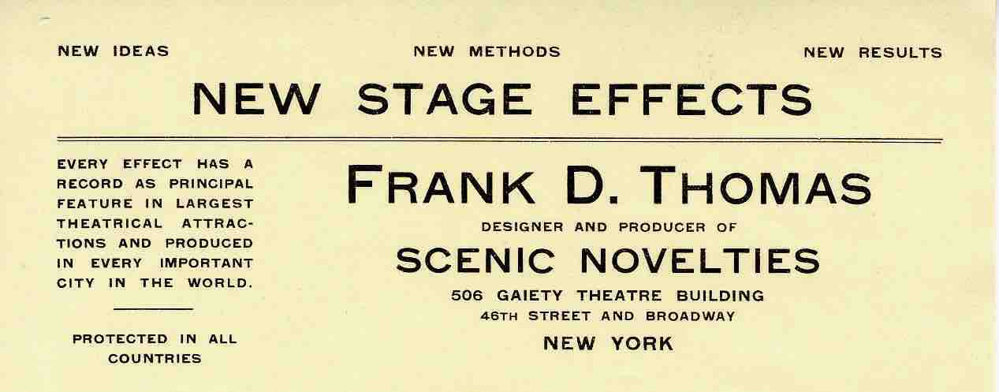 NEW IDEAS NEW METHODS NEW RESULTS
NEW STAGE EFFECTS
EVERY EFFECT HAS A
RECORD AS PRINCIPAL
FEATURE IN LARGEST
THEATRICAL ATTRAC-
TIONS AND PRODUCED
IN EVERY IMPORTANT
CITY IN THE WORLD.
PROTECTED IN ALL
COUNTRIES
FRANK D. THOMAS
DESIGNER AND PRODUCER OF
SCENIC NOVELTIES
506 GAIETY THEATRE BUILDING
46TH STREET AND BROADWAY
NEW YORK